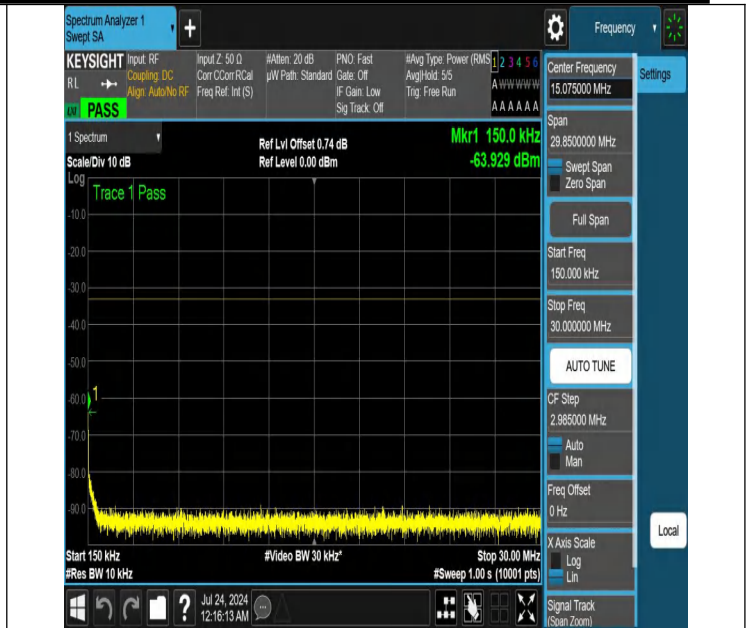 Spectrum Analyzer 1
Swept SA
+
Frequency
KEYSIGHT
RL
PASS
Input: RF
Coupling: DC
Align: Auto/No RF
Input Z: 50 Ω
Corr CCorr RCal
Freq Ref: Int (S)
#Atten: 20 dB
µW Path: Standard
PNO: Fast
Gate: Off
IF Gain: Low
Sig Track: Off
#Avg Type: Power (RMS
Avg|Hold: 5/5
Trig: Free Run
1 2 3 4 5 6
A W W W W W
A A A A A A
1 Spectrum
Scale/Div 10 dB
Ref Lvl Offset 0.74 dB
Ref Level 0.00 dBm
Mkr1 150.0 kHz
-63.929 dBm
Log
Trace 1 Pass
-10.0
-20.0
-30.0
-40.0
-50.0
-60.0
1
-70.0
-80.0
-90.0
Start 150 kHz
#Video BW 30 kHz*
Stop 30.00 MHz
#Res BW 10 kHz
#Sweep 1.00 s (10001 pts)
?
Jul 24, 2024
12:16:13 AM
Center Frequency
15.075000 MHz
Settings
Span
29.8500000 MHz
Swept Span
Zero Span
Full Span
Start Freq
150.000 kHz
Stop Freq
30.000000 MHz
AUTO TUNE
CF Step
2.985000 MHz
Auto
Man
Freq Offset
0 Hz
Local
X Axis Scale
Log
Lin
Signal Track
(Span Zoom)